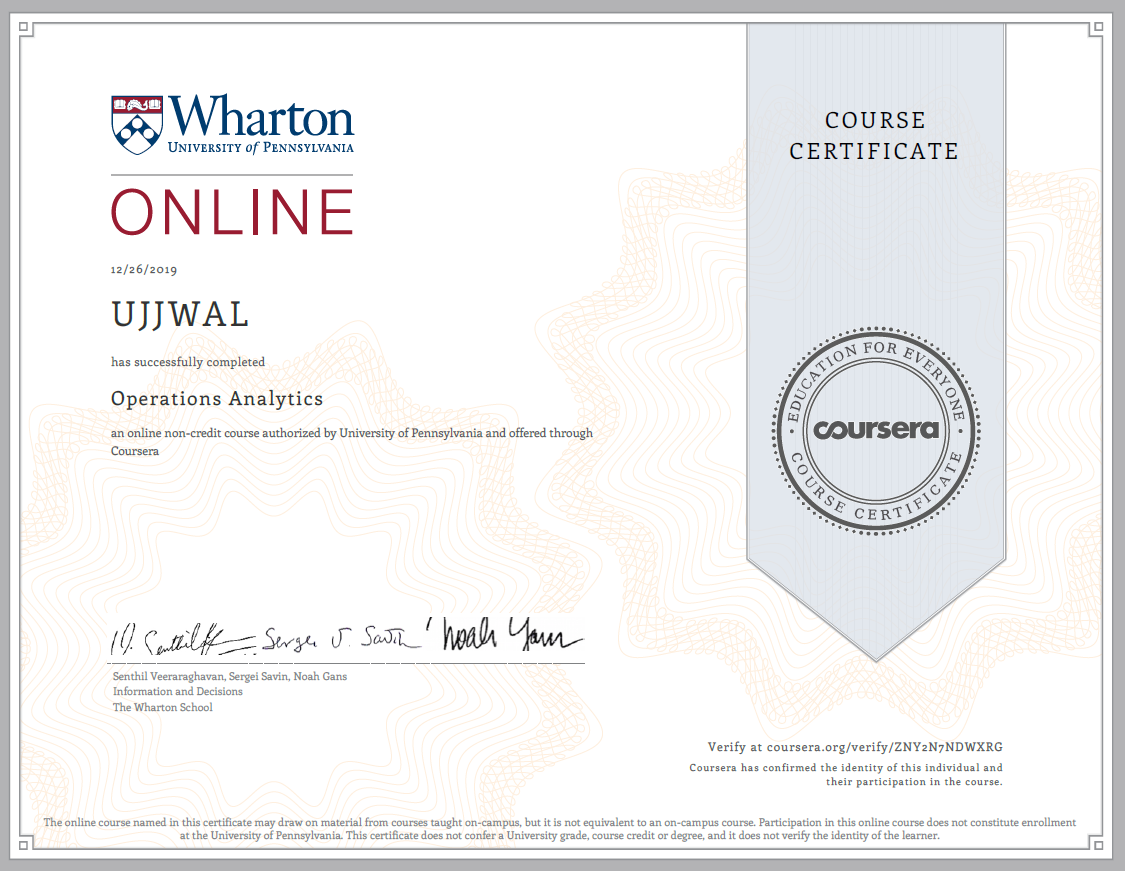 Wharton
UNIVERSITY of PENNSYLVANIA
ONLINE
12/26/2019
UJJWAL
has successfully completed
Operations Analytics
an online non-credit course authorized by University of Pennsylvania and offered through
Coursera
COURSE
CERTIFICATE
EDUCATION FOR EVERYONE
coursera
COURSE CERTIFICATE
Senthil Veeraraghavan, Sergei Savin, Noah Gans
Information and Decisions
The Wharton School
Verify at coursera.org/verify/ZNY2N7NDWXRG
Coursera has confirmed the identity of this individual and
their participation in the course.
The online course named in this certificate may draw on material from courses taught on-campus, but it is not equivalent to an on-campus course. Participation in this online course does not constitute enrollment
at the University of Pennsylvania. This certificate does not confer a University grade, course credit or degree, and it does not verify the identity of the learner.